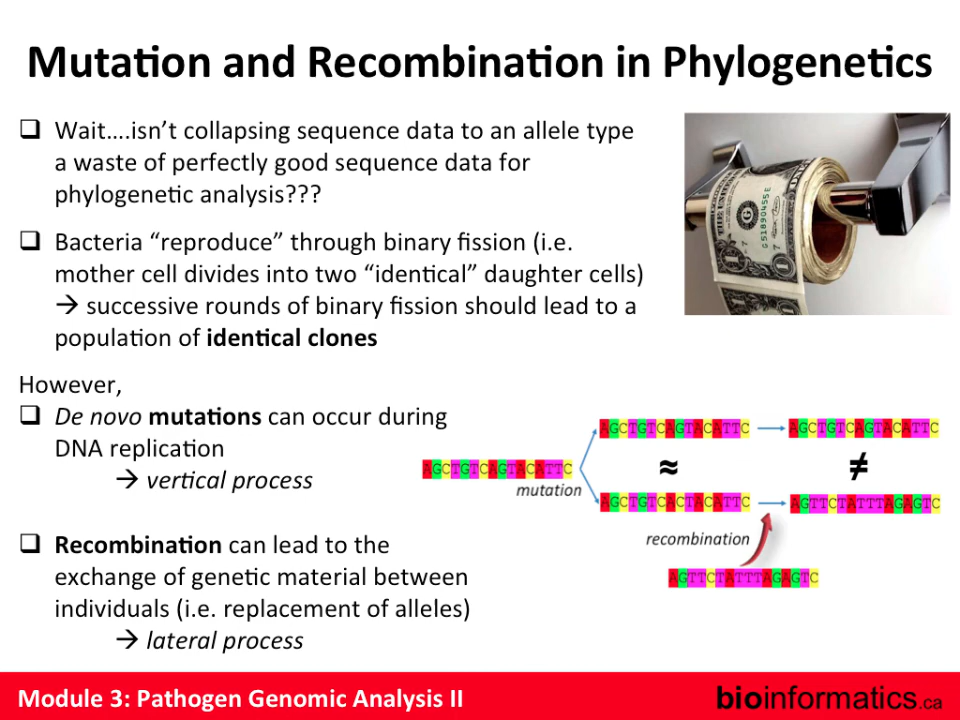 Mutation and Recombination in Phylogenetics
❑ Wait....isn't collapsing sequence data to an allele type
a waste of perfectly good sequence data for
phylogenetic analysis???
❑ Bacteria “reproduce” through binary fission (i.e.
mother cell divides into two “identical” daughter cells)
→ successive rounds of binary fission should lead to a
population of identical clones
However,
❑ De novo mutations can occur during
DNA replication
→ vertical process
❑ Recombination can lead to the
exchange of genetic material between
individuals (i.e. replacement of alleles)
→ lateral process
AGCTGTCAGTACATTC
mutation
AGCTGTCAGTACATTC
AGCTGTCAGTACATTC
≈
≠
AGCTGTCACTACATTC
AGTTCTATTTAGAGTC
recombination
AGTTCTATTTAGAGTC
G 51890455 E
1
1
Module 3: Pathogen Genomic Analysis II
bioinformatics.ca